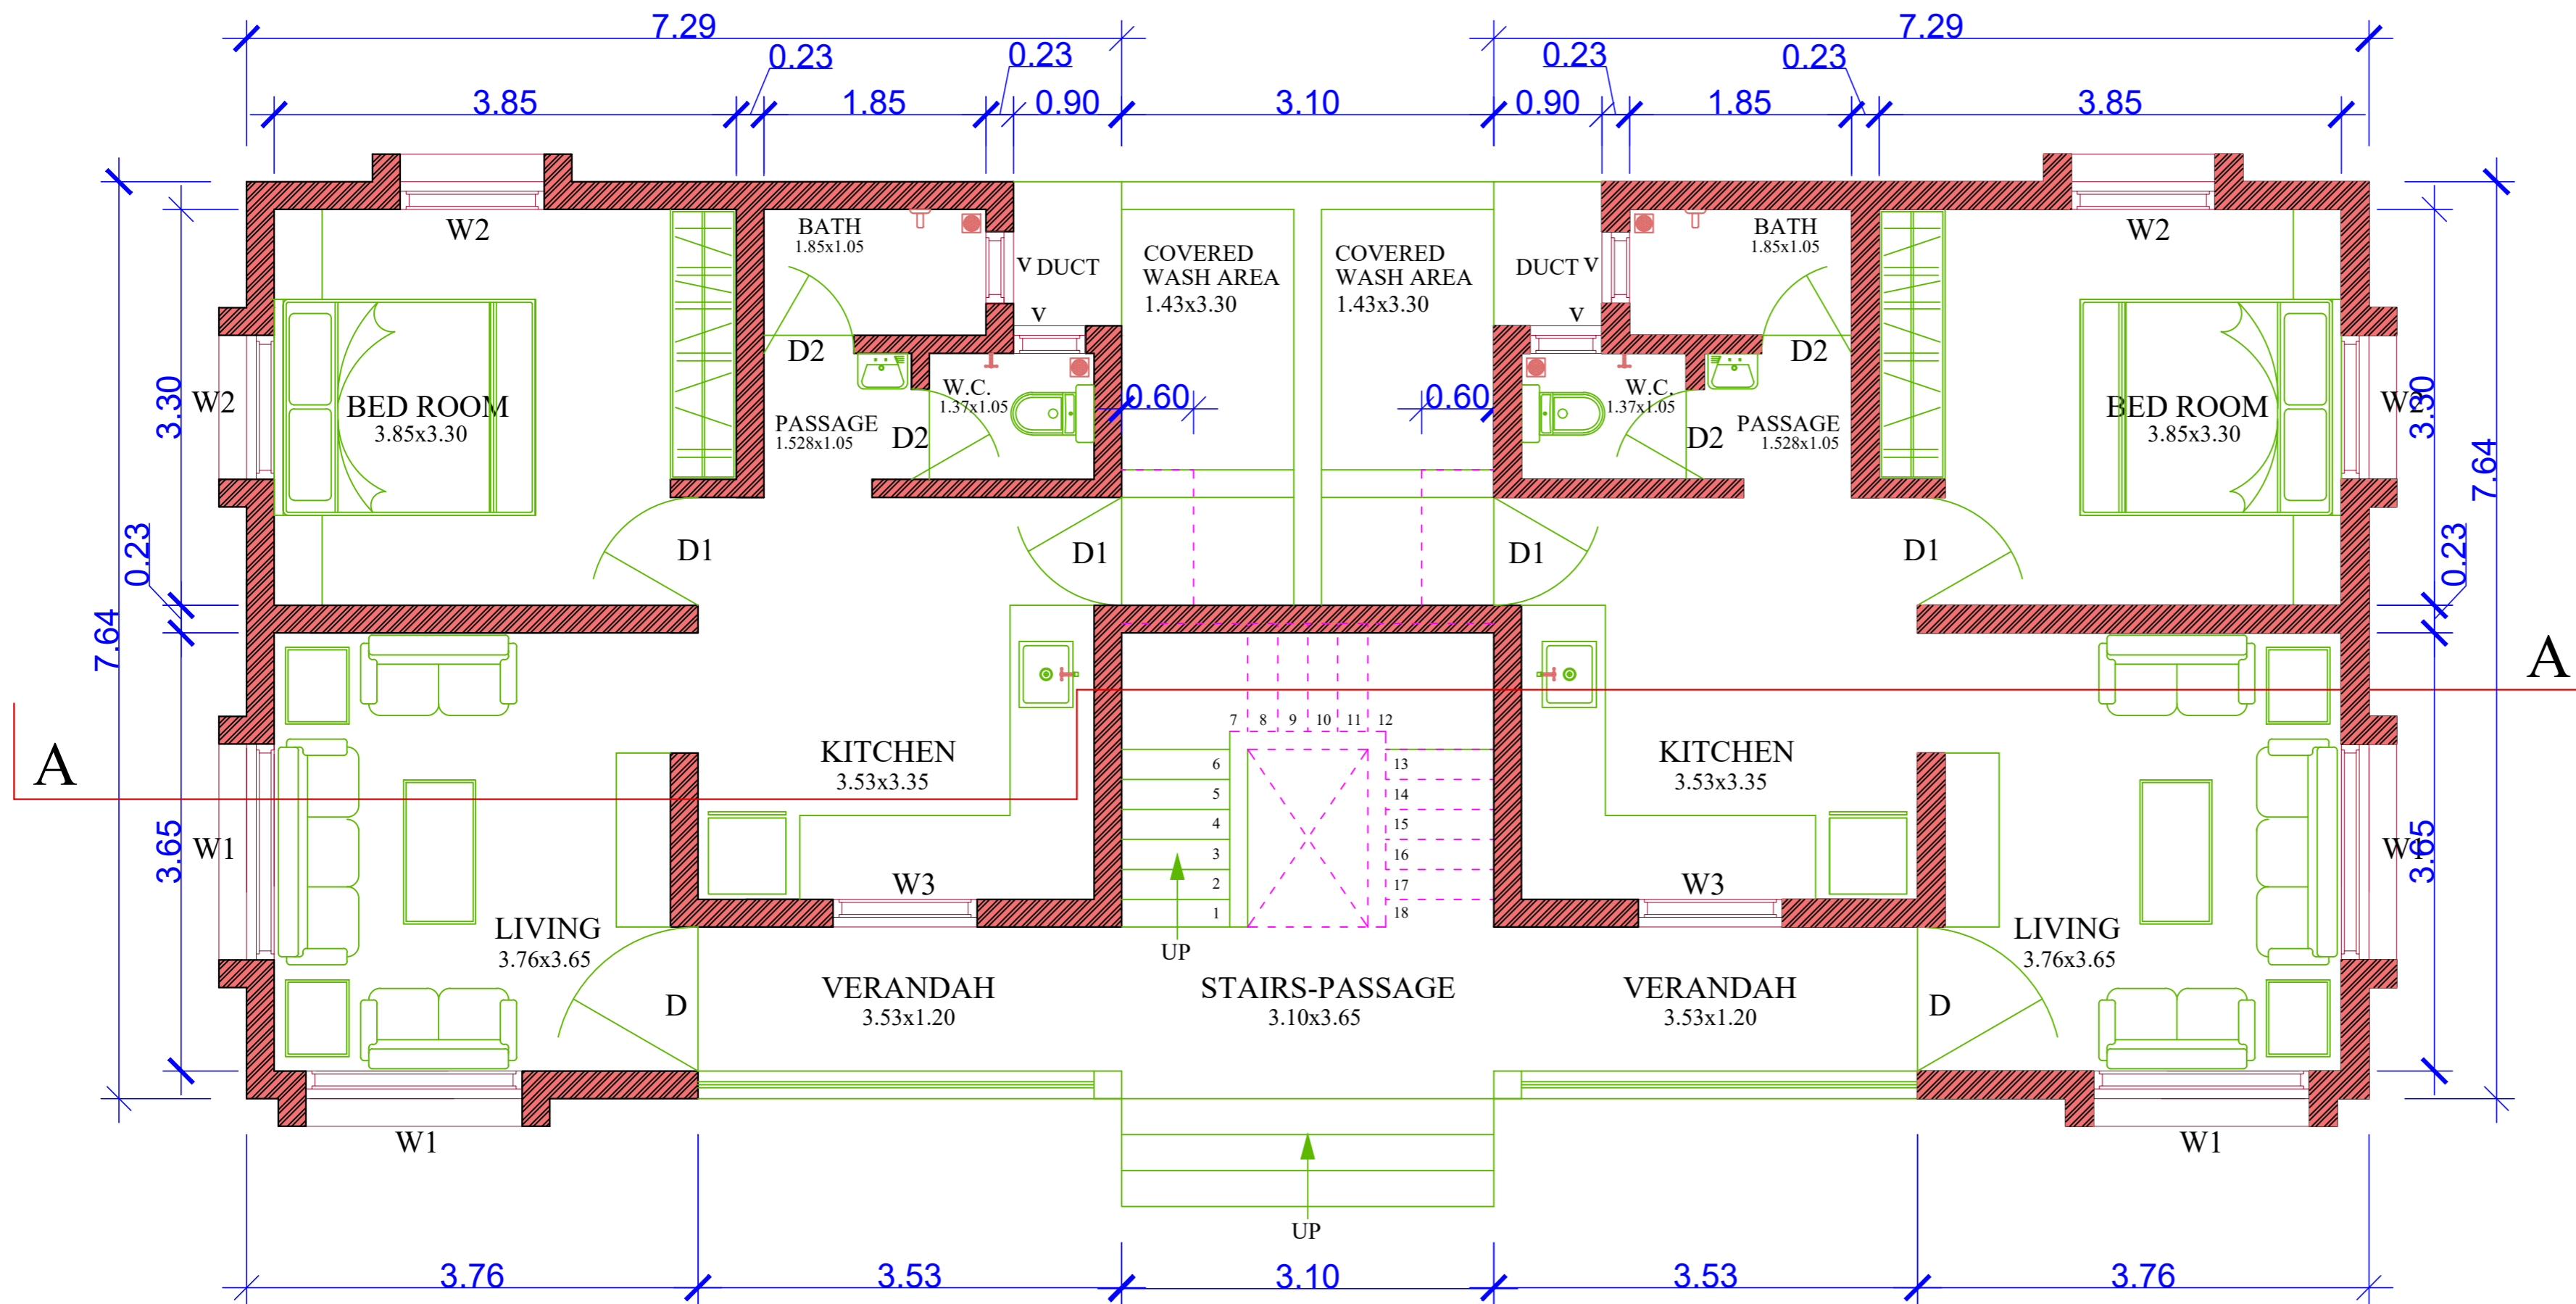 7.29
7.29
0.23
0.23
0.23
0.23
3.85
1.85
0.90
3.10
0.90
1.85
3.85
W2
BATH
1.85x1.05
v DUCT
COVERED
WASH AREA
1.43x3.30
COVERED
WASH AREA
1.43x3.30
DUCT v
BATH
1.85x1.05
W2
v
v
D2
D2
3.30
W2
BED ROOM
3.85x3.30
PASSAGE
1.528x1.05
D2
W.C.
1.37x1.05
0.60
0.60
W.C.
1.37x1.05
D2
PASSAGE
1.528x1.05
BED ROOM
3.85x3.30
W2
3.30
7.64
0.23
D1
D1
D1
D1
0.23
7.64
A
A
7 8 9 10 11 12
KITCHEN
3.53x3.35
6
5
4
3
2
1
13
14
15
16
17
18
KITCHEN
3.53x3.35
3.65
W1
W1
3.65
W3
W3
LIVING
3.76x3.65
UP
LIVING
3.76x3.65
D
VERANDAH
3.53x1.20
STAIRS-PASSAGE
3.10x3.65
VERANDAH
3.53x1.20
D
W1
W1
UP
3.76
3.53
3.10
3.53
3.76